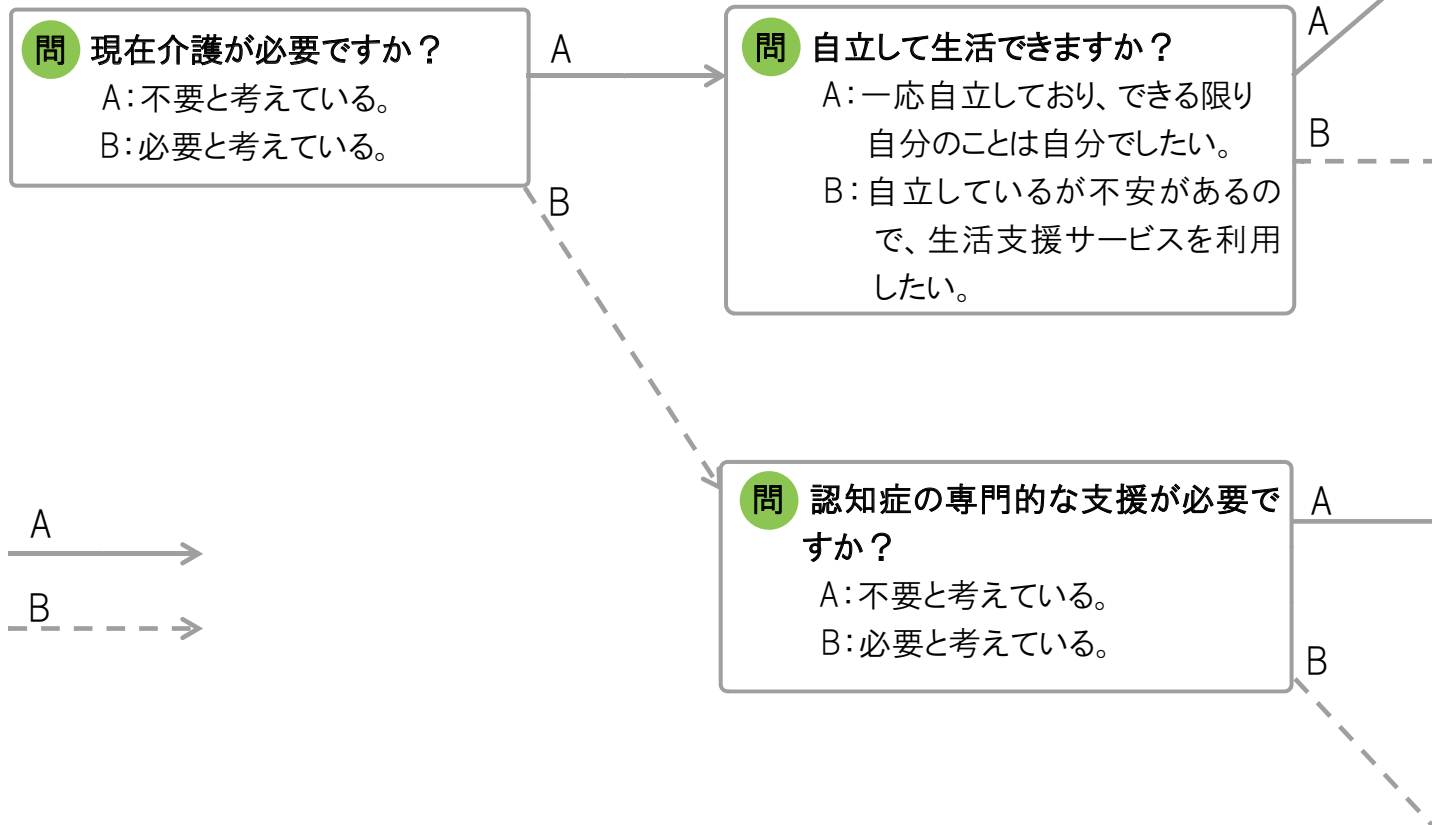 問 現在介護が必要ですか？
A：不要と考えている。
B：必要と考えている。
A
B
問 自立して生活できますか？
A：一応自立しており、できる限り
自分のことは自分でしたい。
B：自立しているが不安があるの
で、生活支援サービスを利用
したい。
A
B
問 認知症の専門的な支援が必要で
すか？
A：不要と考えている。
B：必要と考えている。
A
B
A
B